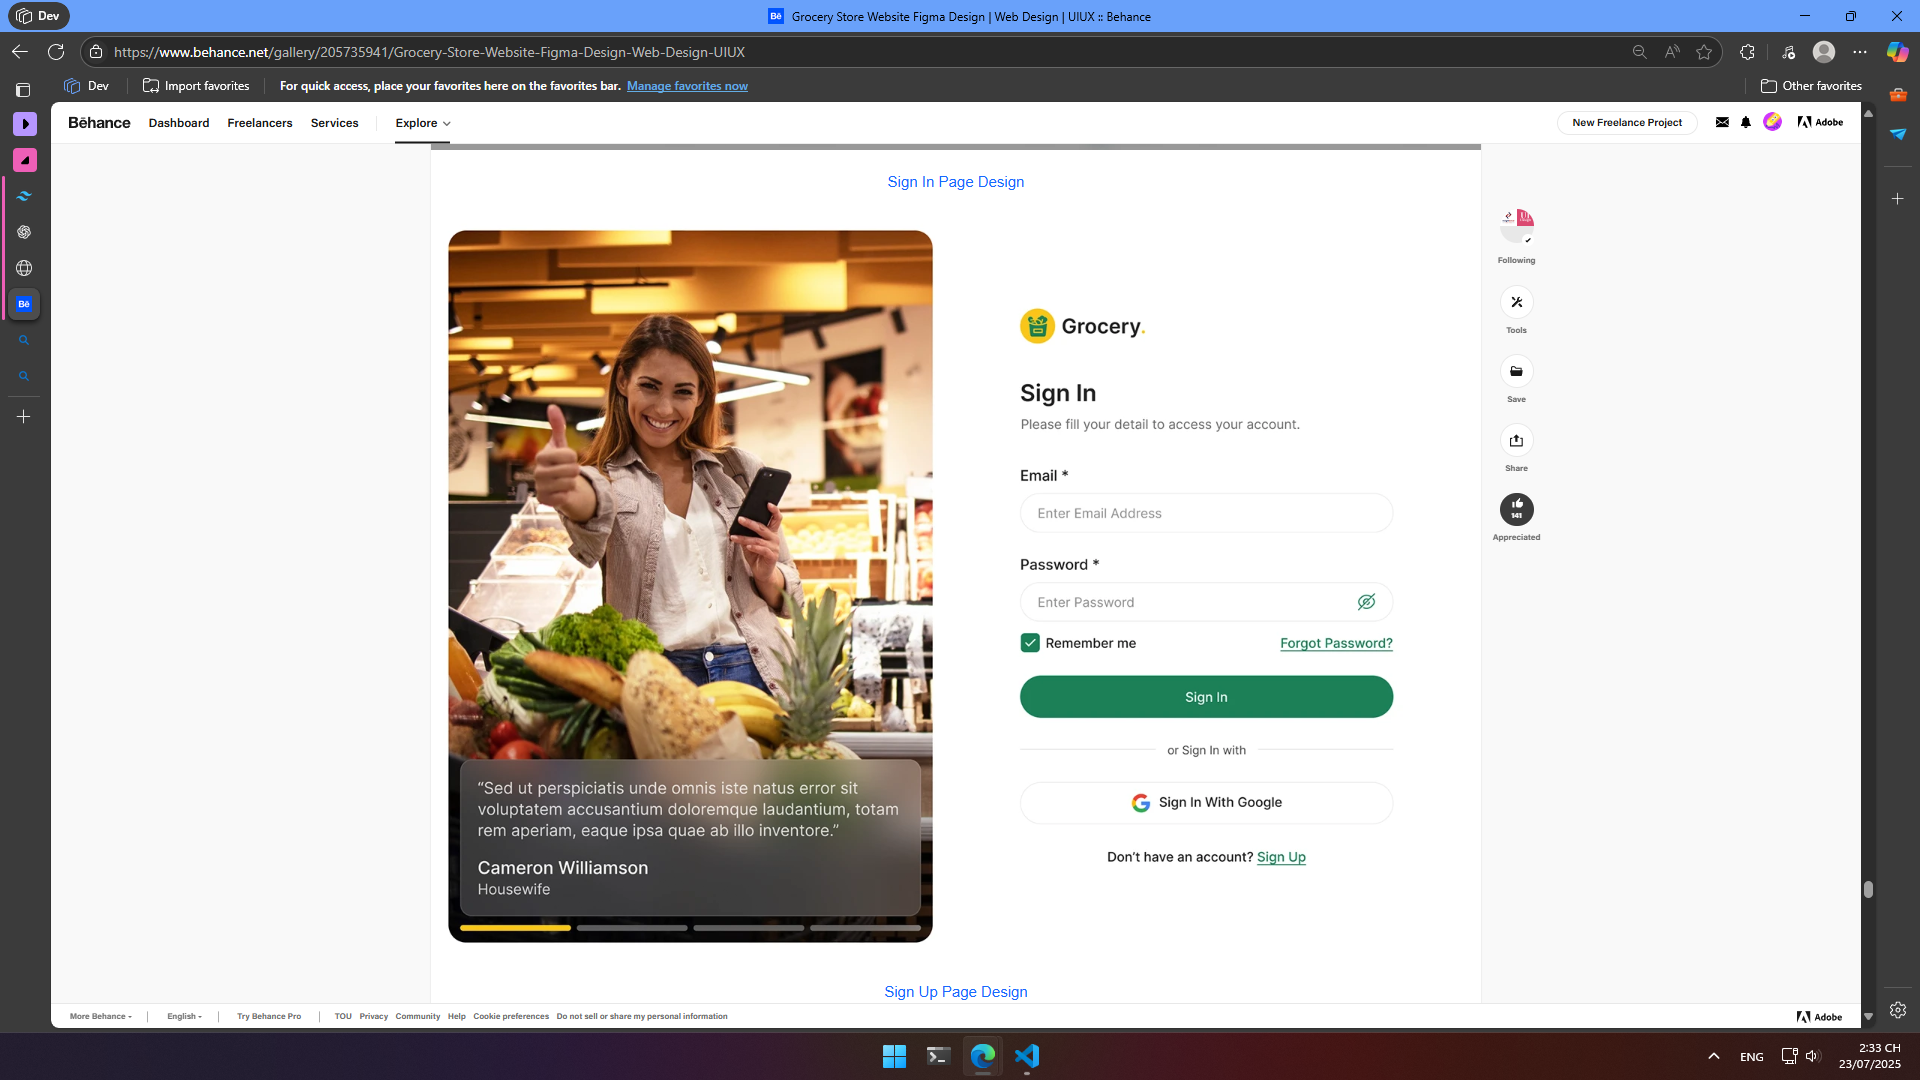 Dev
Bē Grocery Store Website Figma Design | Web Design | UIUX :: Behance
https://www.behance.net/gallery/205735941/Grocery-Store-Website-Figma-Design-Web-Design-UIUX
Dev Import favorites For quick access, place your favorites here on the favorites bar. Manage favorites now Other favorites
Bēhance Dashboard Freelancers Services Explore New Freelance Project Adobe
Bē
Sign In Page Design
Following
Tools
Save
Share
141
Appreciated
Grocery.
Sign In
Please fill your detail to access your account.
Email *
Enter Email Address
Password *
Enter Password
Remember me Forgot Password?
Sign In
or Sign In with
Sign In With Google
Don’t have an account? Sign Up
“Sed ut perspiciatis unde omnis iste natus error sit
voluptatem accusantium doloremque laudantium, totam
rem aperiam, eaque ipsa quae ab illo inventore.”
Cameron Williamson
Housewife
Sign Up Page Design
More Behance English Try Behance Pro TOU Privacy Community Help Cookie preferences Do not sell or share my personal information Adobe
ENG
2:33 CH
23/07/2025